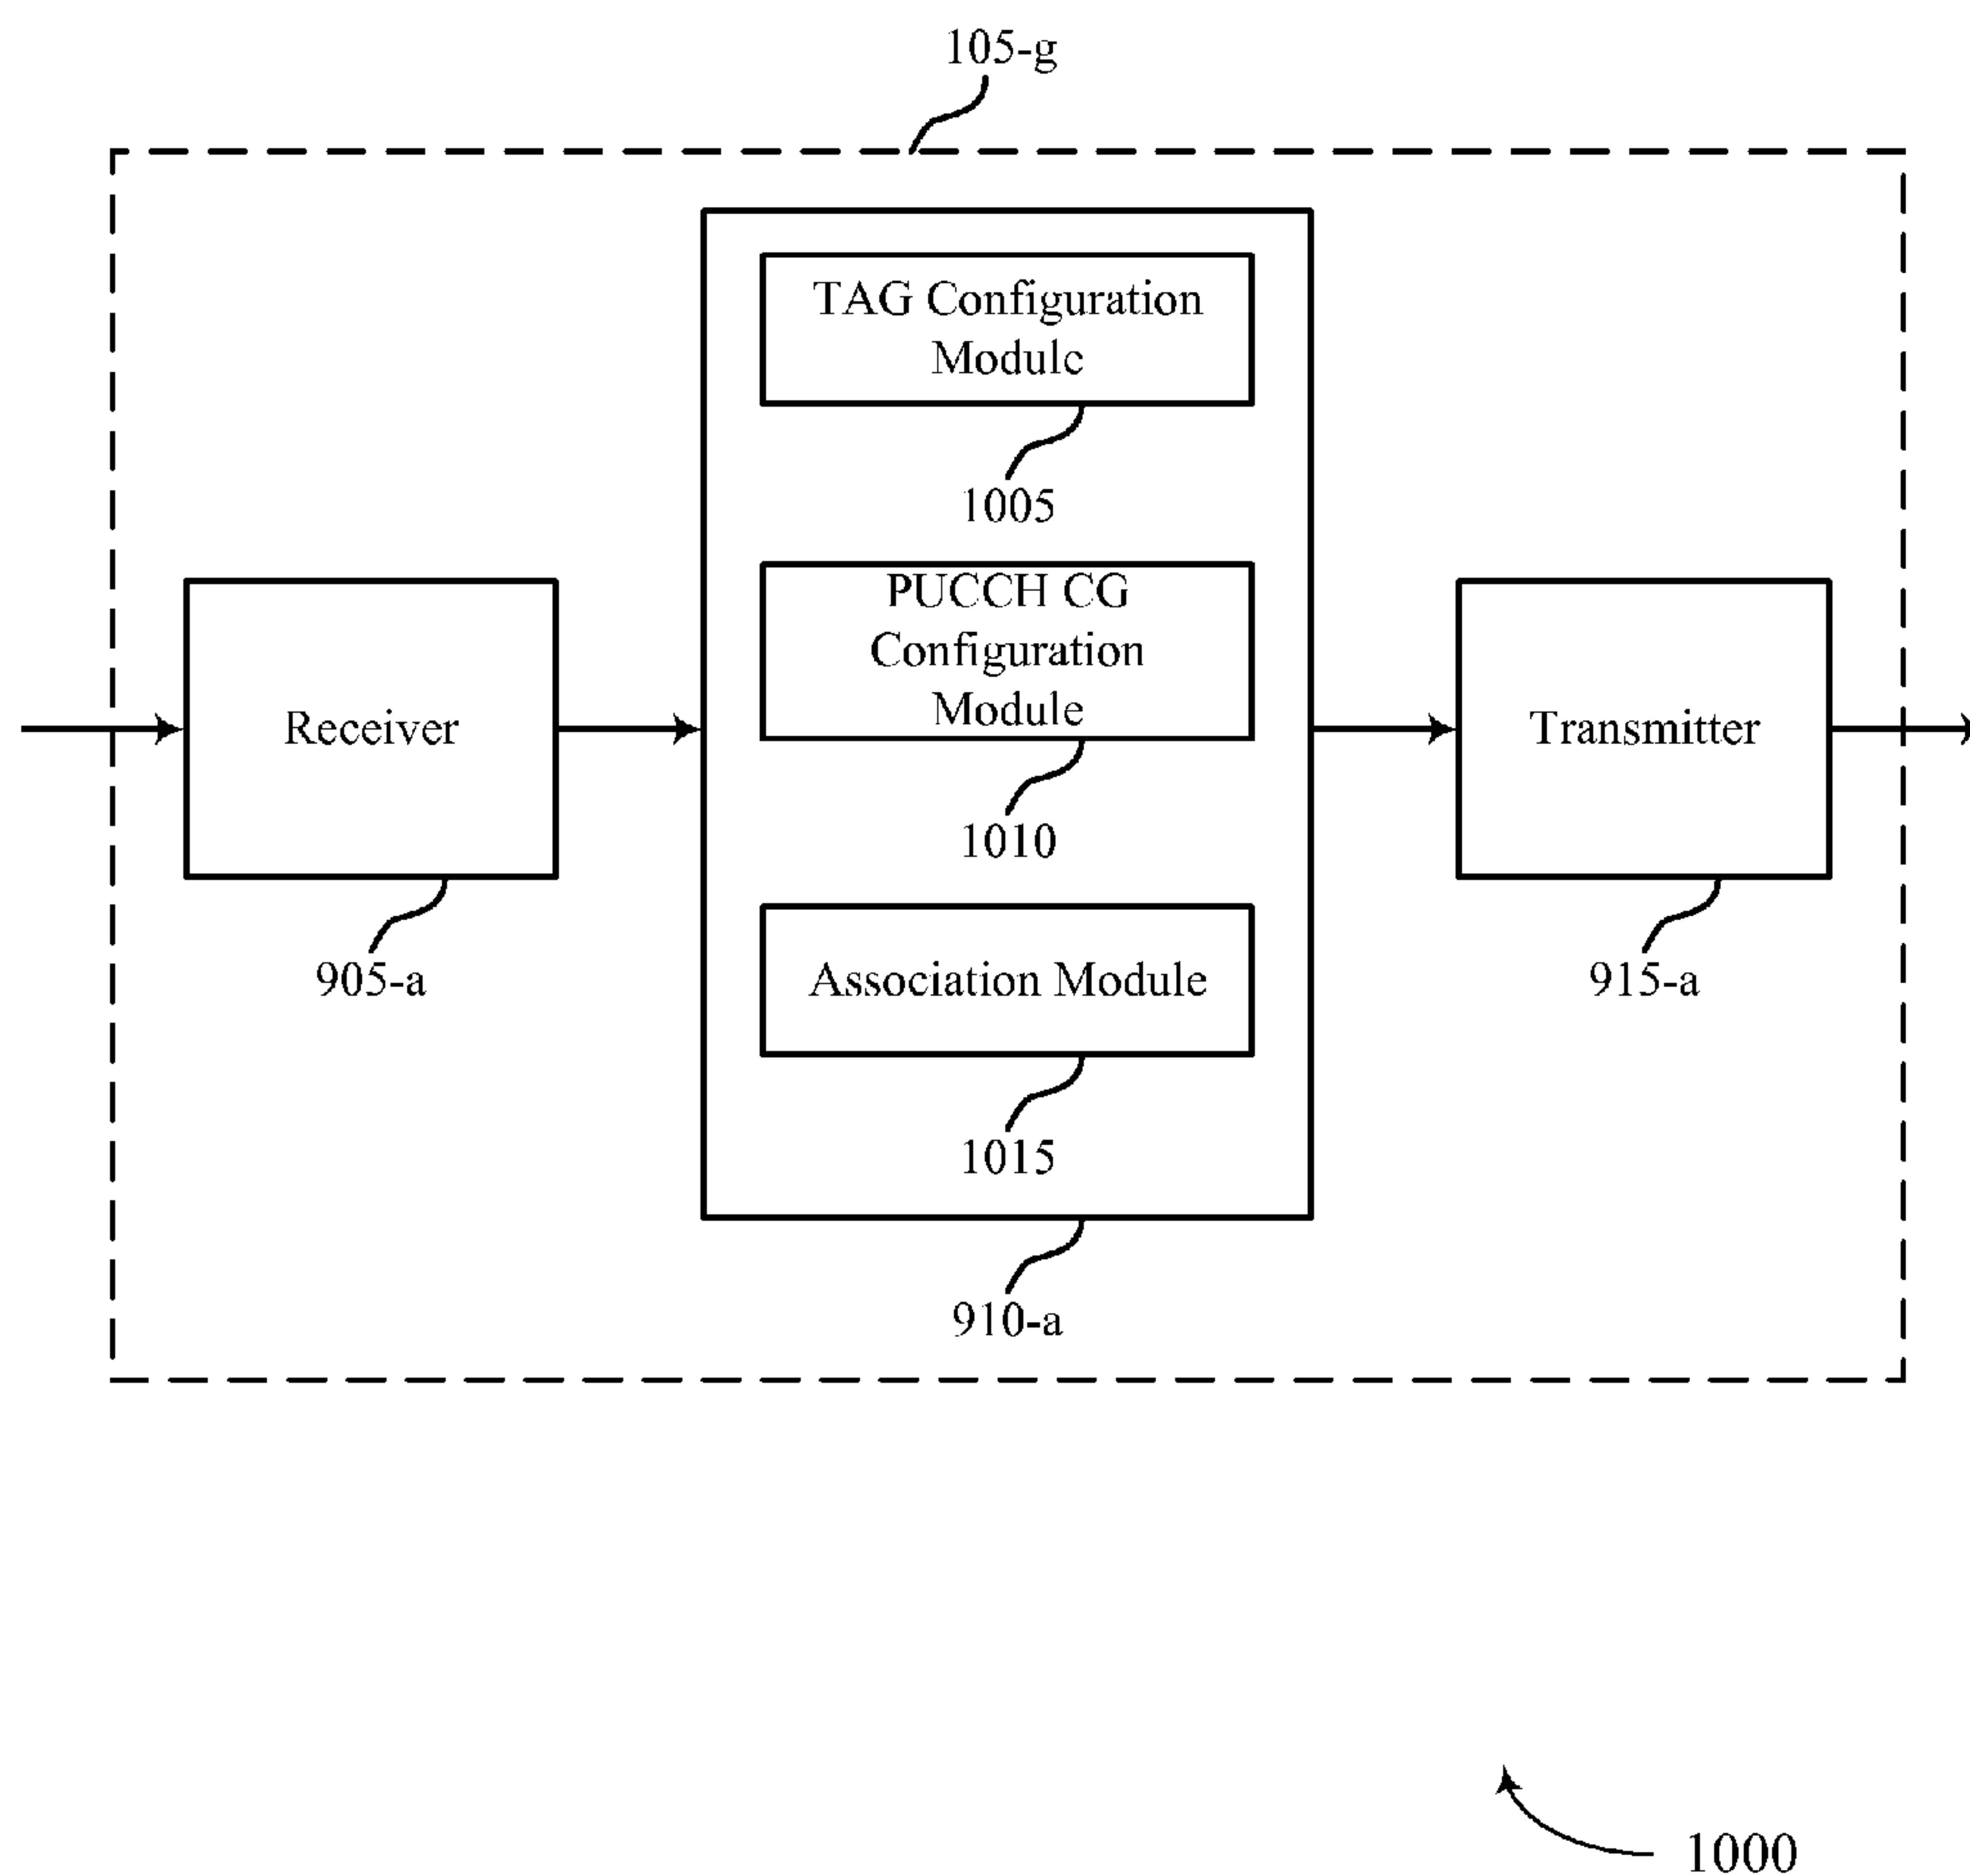 105-g
TAG Configuration
Module
1005
PUCCH CG
Configuration
Module
1010
Receiver
905-a
Transmitter
915-a
Association Module
1015
910-a
1000